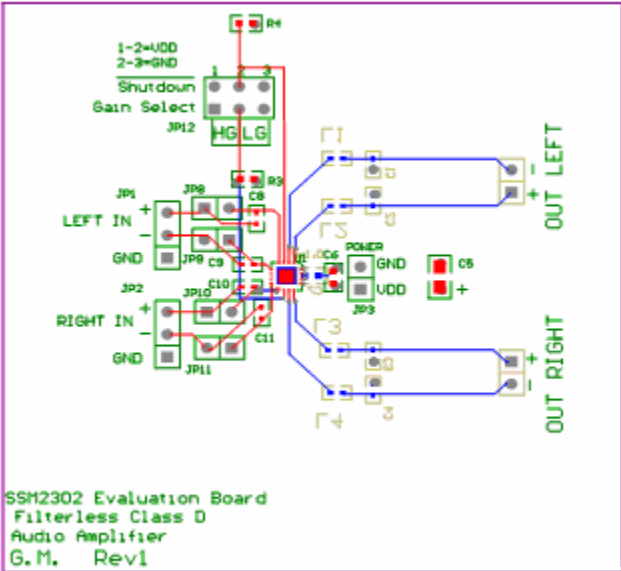 R4
1-2=VDD
2-3=GND
1 2 3
Shutdown
Gain Select
JP12
HG LG
R3
L1
C1
OUT LEFT
-
+
JP1
JP8
C8
LEFT IN
+
-
GND
L2
JP9
C9
U1
C6
POWER
GND
VDD
JP3
C5
+
JP2
C10
JP10
RIGHT IN
+
-
GND
C11
JP11
L3
L4
C4
OUT RIGHT
+
-
SSM2302 Evaluation Board
Filterless Class D
Audio Amplifier
G.M. Rev1